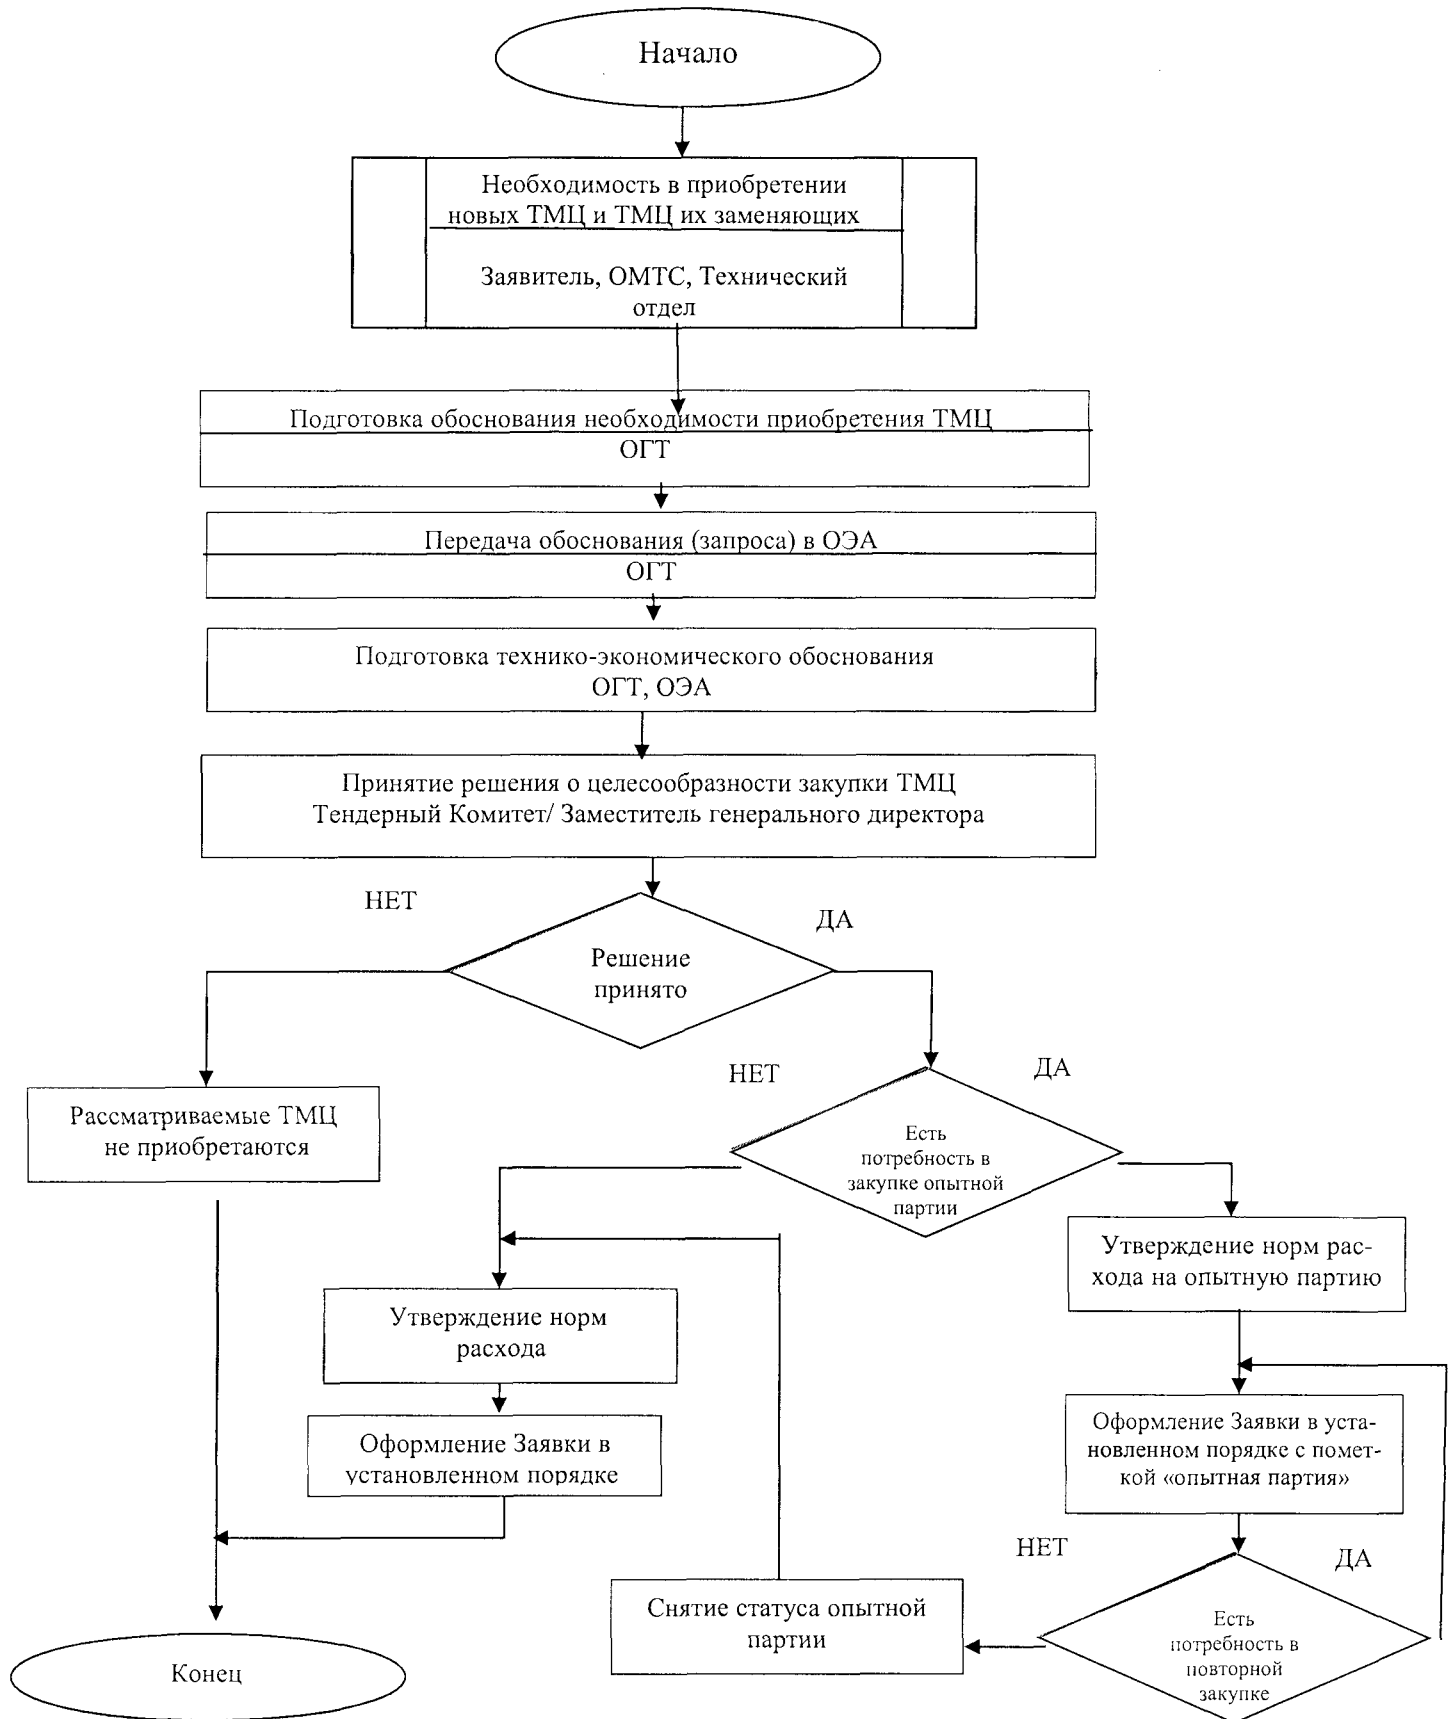 Начало
Необходимость в приобретении
новых ТМЦ и ТМЦ их заменяющих
Заявитель, ОМТС, Технический
отдел
Подготовка обоснования необходимости приобретения ТМЦ
ОГТ
Передача обоснования (запроса) в ОЭА
ОГТ
Подготовка технико-экономического обоснования
ОГТ, ОЭА
Принятие решения о целесообразности закупки ТМЦ
Тендерный Комитет/ Заместитель генерального директора
НЕТ
ДА
Решение
принято
НЕТ
ДА
Рассматриваемые ТМЦ
не приобретаются
Есть
потребность в
закупке опытной
партии
Утверждение норм рас-
хода на опытную партию
Утверждение норм
расхода
Оформление Заявки в
установленном порядке
Оформление Заявки в уста-
новленном порядке с помет-
кой «опытная партия»
НЕТ
ДА
Снятие статуса опытной
партии
Есть
потребность в
повторной
закупке
Конец